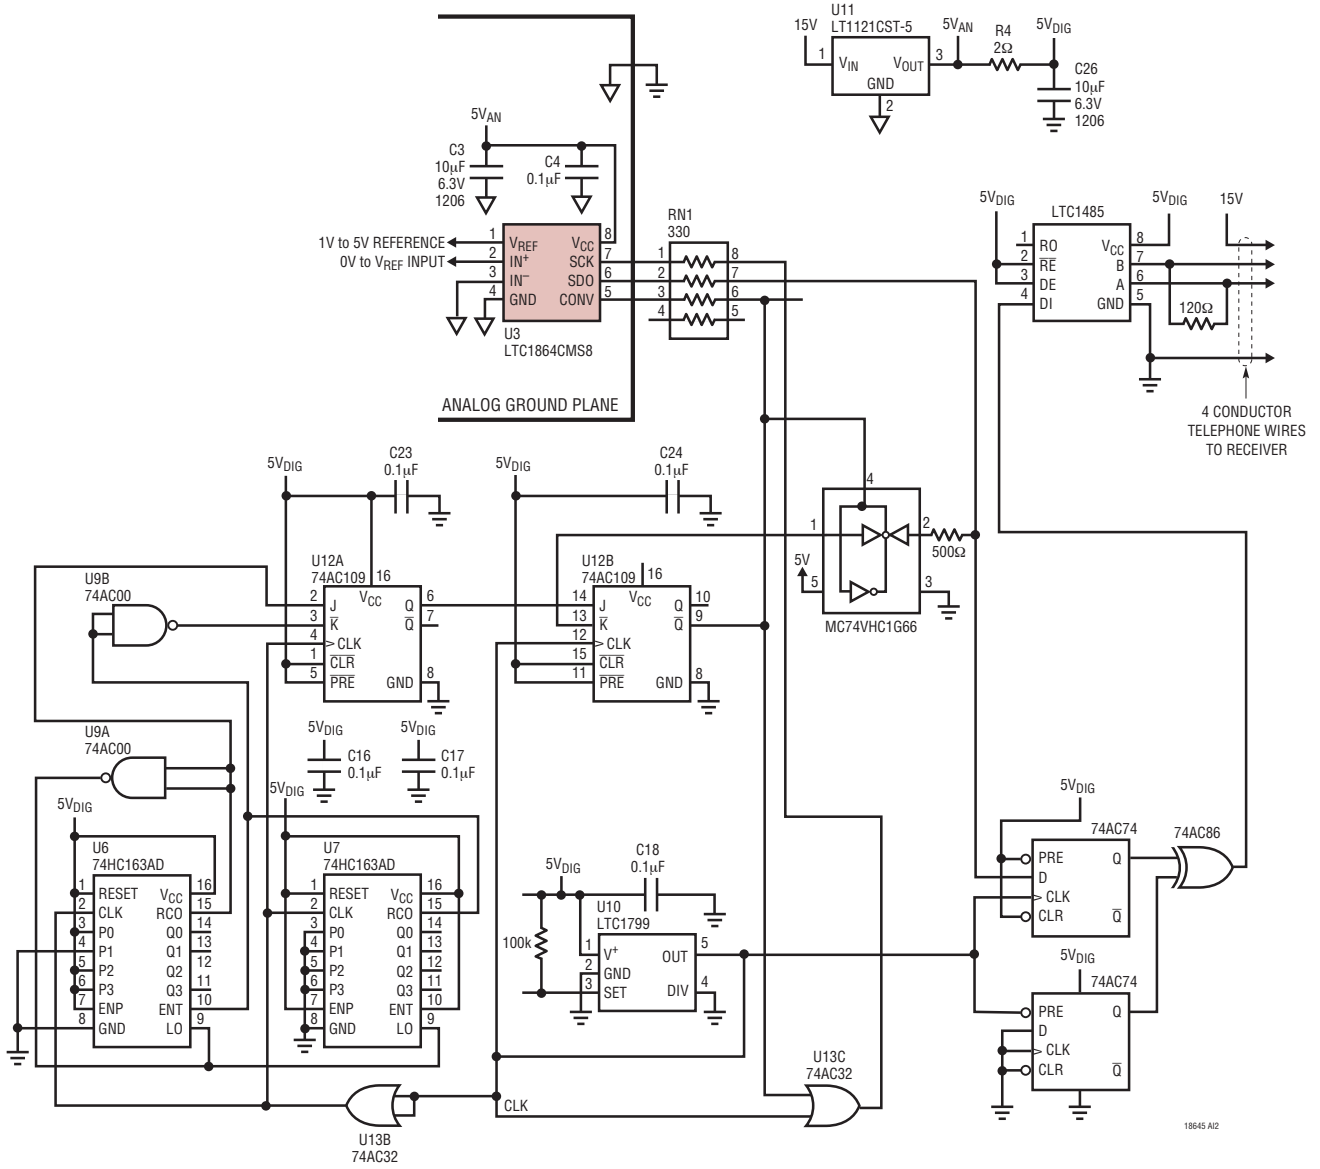 U11
LT1121CST-5
15V
1
VIN
VOUT
GND
3
2
5VAN
R4
2Ω
5VDIG
C26
10µF
6.3V
1206
5VAN
C3
10µF
6.3V
1206
C4
0.1µF
1V to 5V REFERENCE
0V to VREF INPUT
1
2
3
4
VREF
IN+
IN–
GND
VCC
SCK
SDO
CONV
8
7
6
5
U3
LTC1864CMS8
ANALOG GROUND PLANE
RN1
330
1
2
3
4
8
7
6
5
5VDIG
LTC1485
5VDIG
15V
1
2
3
4
RO
RE
DE
DI
VCC
B
A
GND
8
7
6
5
120Ω
4 CONDUCTOR
TELEPHONE WIRES
TO RECEIVER
5VDIG
C23
0.1µF
5VDIG
C24
0.1µF
U12A
74AC109
16
2
3
4
1
5
J
K
CLK
CLR
PRE
VCC
Q
Q
GND
6
7
8
U12B
74AC109
16
14
13
12
15
11
J
K
CLK
CLR
PRE
VCC
Q
Q
GND
10
9
8
4
1
2
5V
5
3
500Ω
MC74VHC1G66
U9B
74AC00
U9A
74AC00
5VDIG
C16
0.1µF
5VDIG
C17
0.1µF
5VDIG
U6
74HC163AD
1
2
3
4
5
6
7
8
RESET
CLK
P0
P1
P2
P3
ENP
GND
VCC
RCO
Q0
Q1
Q2
Q3
ENT
LO
16
15
14
13
12
11
10
9
5VDIG
U7
74HC163AD
1
2
3
4
5
6
7
8
RESET
CLK
P0
P1
P2
P3
ENP
GND
VCC
RCO
Q0
Q1
Q2
Q3
ENT
LO
16
15
14
13
12
11
10
9
5VDIG
C18
0.1µF
100k
U10
LTC1799
1
2
3
V+
GND
SET
OUT
DIV
5
4
5VDIG
74AC74
PRE
D
CLK
CLR
Q
Q
74AC86
5VDIG
74AC74
PRE
D
CLK
CLR
Q
Q
U13B
74AC32
CLK
U13C
74AC32
18645 AI2